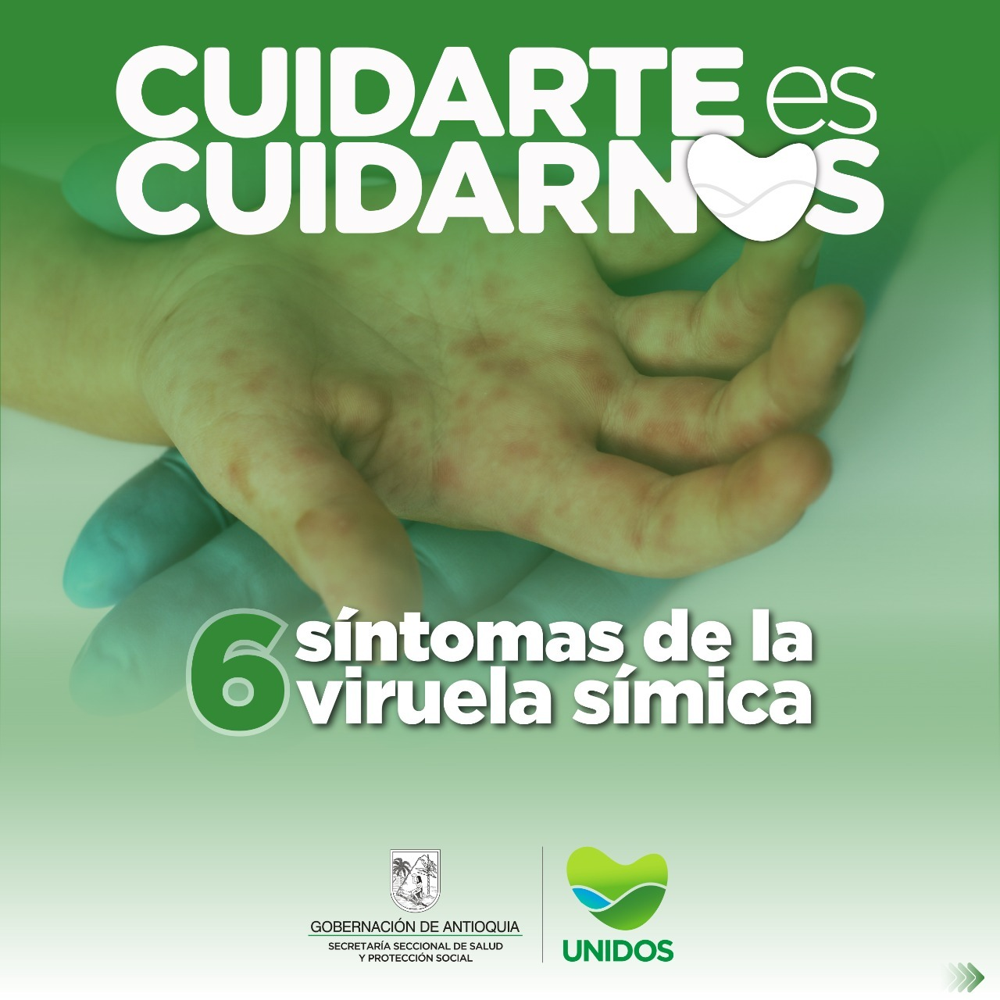 CUIDARTE es
CUIDARNOS
6 síntomas de la
viruela símica
GOBERNACIÓN DE ANTIOQUIA
SECRETARÍA SECCIONAL DE SALUD
Y PROTECCIÓN SOCIAL
UNIDOS